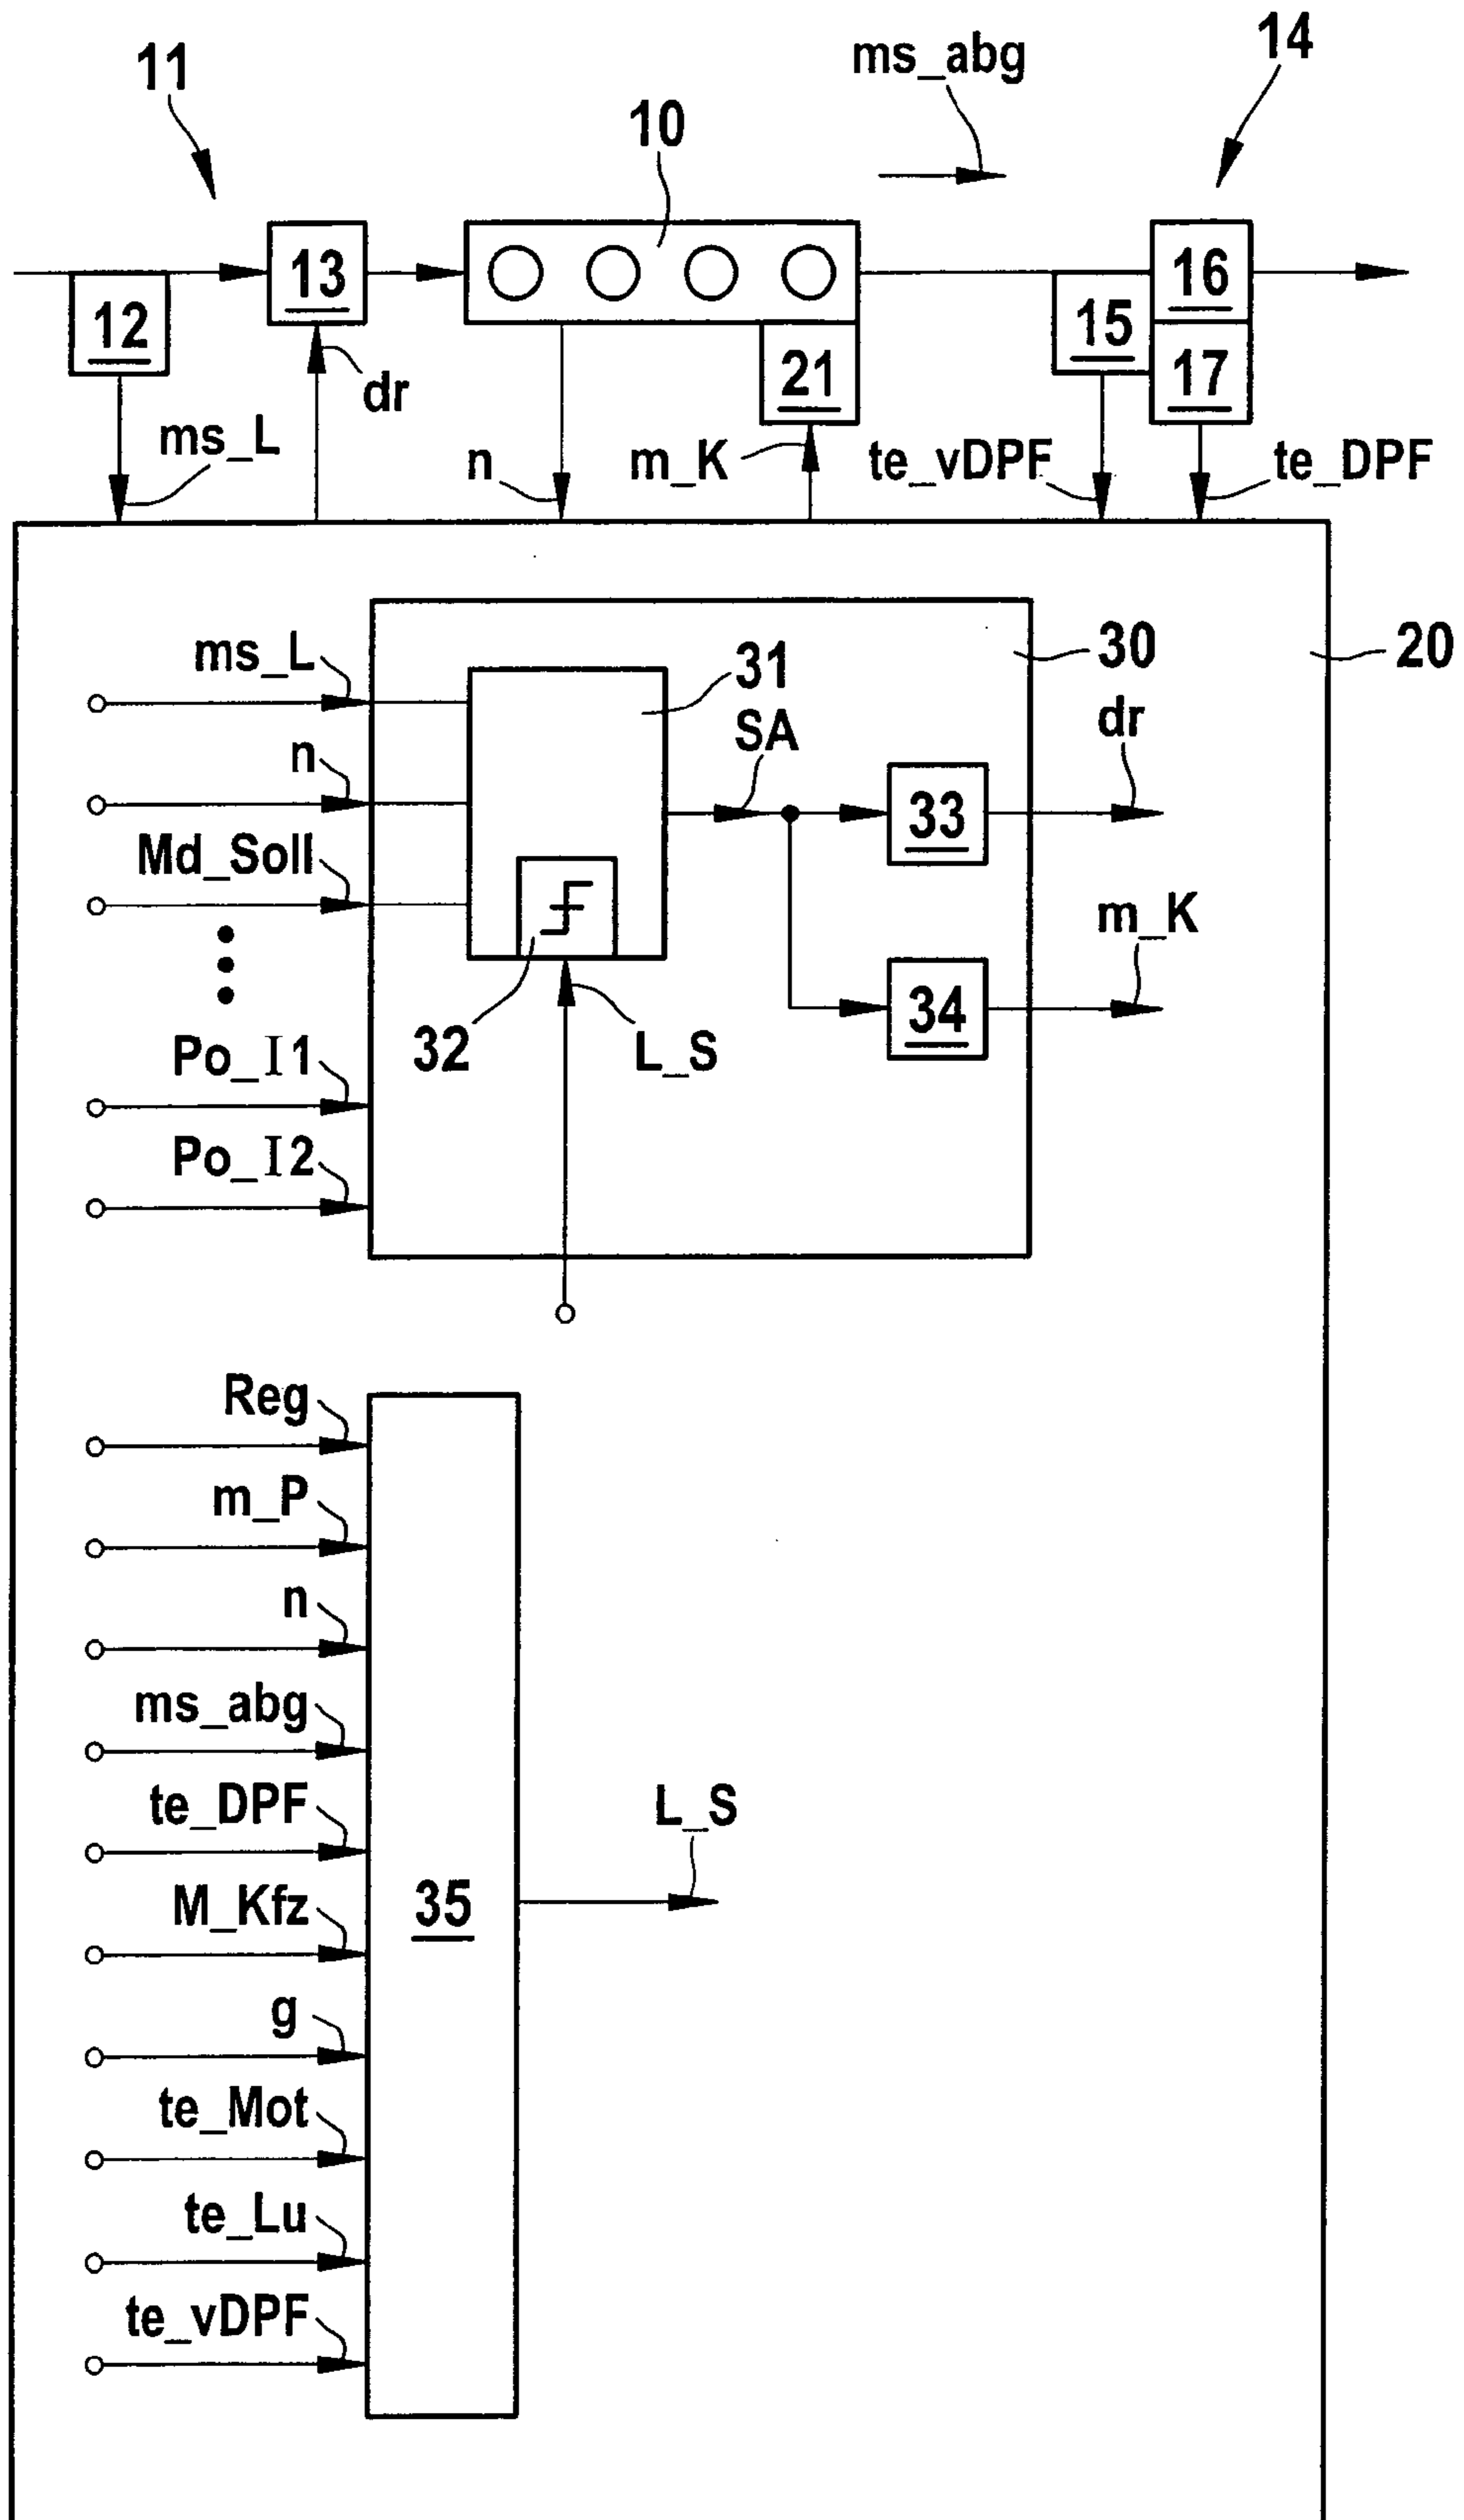 11
10
ms_abg
14
13
12
16
15
17
21
dr
ms_L
n
m_K
te_vDPF
te_DPF
ms_L
31
30
20
n
SA
dr
Md_Soll
33
m_K
32
L_S
34
Po_I1
Po_I2
Reg
m_P
n
ms_abg
te_DPF
L_S
M_Kfz
35
g
te_Mot
te_Lu
te_vDPF